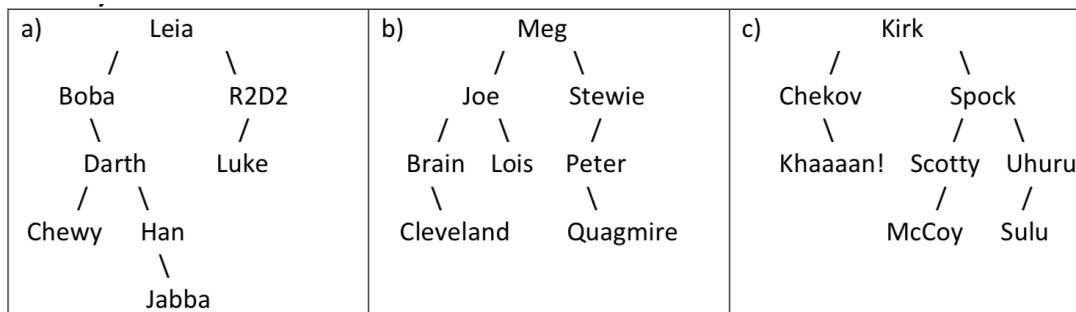 a) Leia
Boba R2D2
Darth Luke
Chewy Han
Jabba
b) Meg
Joe Stewie
Brain Lois Peter
Cleveland Quagmire
c) Kirk
Chekov Spock
Khaaaan! Scotty Uhuru
McCoy Sulu